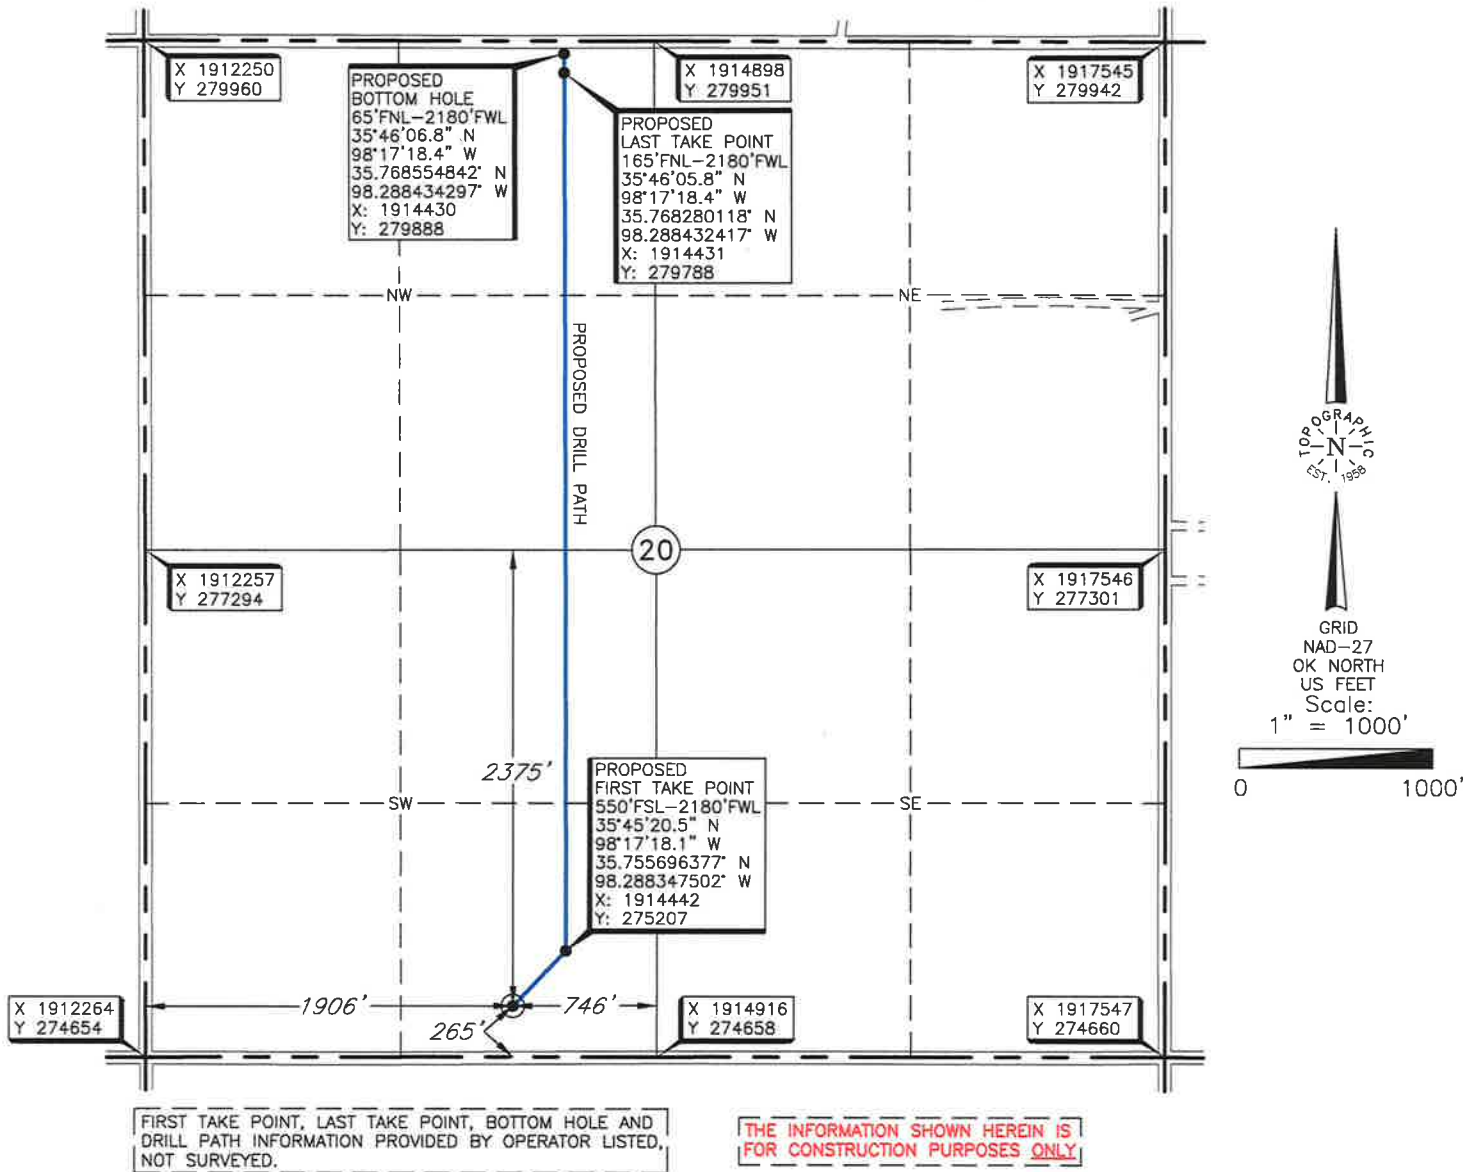 X 1912250
Y 279960
PROPOSED
BOTTOM HOLE
65'FNL-2180'FWL
35°46'06.8" N
98°17'18.4" W
35.768554842° N
98.288434297° W
X: 1914430
Y: 279888
X 1914898
Y 279951
PROPOSED
LAST TAKE POINT
165'FNL-2180'FWL
35°46'05.8" N
98°17'18.4" W
35.768280118° N
98.288432417° W
X: 1914431
Y: 279788
X 1917545
Y 279942
NW
NE
PROPOSED DRILL PATH
TOPOGRAPHIC
N
EST. 1958
20
X 1912257
Y 277294
X 1917546
Y 277301
GRID
NAD-27
OK NORTH
US FEET
Scale:
1" = 1000'
0 1000'
2375'
PROPOSED
FIRST TAKE POINT
550'FSL-2180'FWL
35°45'20.5" N
98°17'18.1" W
35.755696377° N
98.288347502° W
X: 1914442
Y: 275207
SW
SE
X 1912264
Y 274654
1906'
746'
265'
X 1914916
Y 274658
X 1917547
Y 274660
FIRST TAKE POINT, LAST TAKE POINT, BOTTOM HOLE AND
DRILL PATH INFORMATION PROVIDED BY OPERATOR LISTED,
NOT SURVEYED.
THE INFORMATION SHOWN HEREIN IS
FOR CONSTRUCTION PURPOSES ONLY